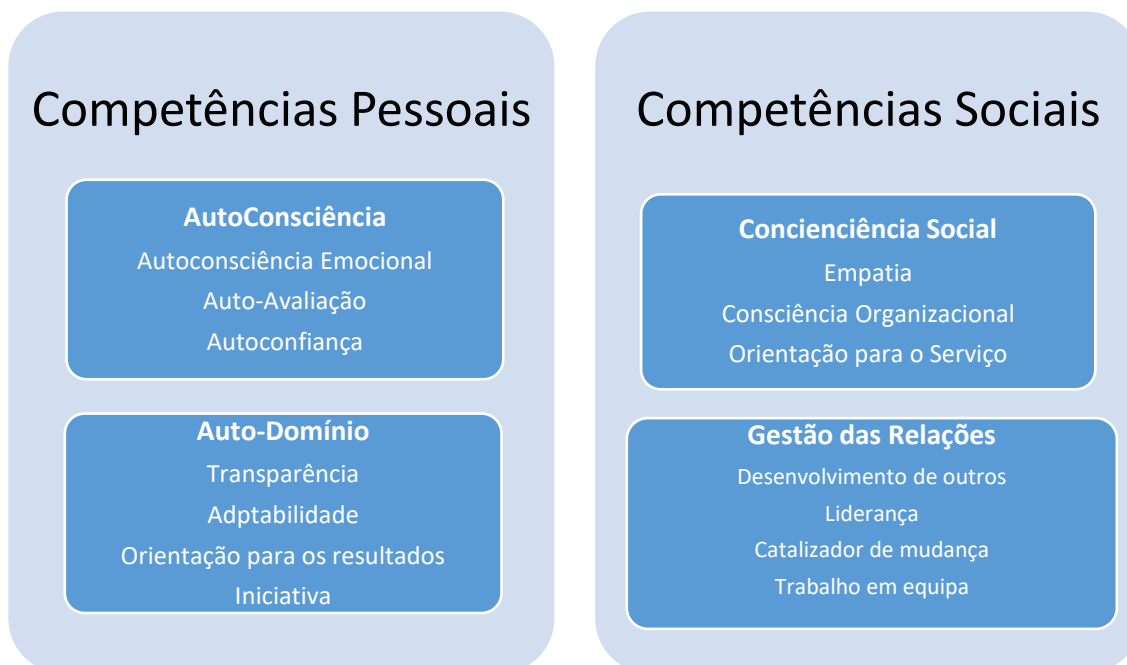 Competências Pessoais
AutoConsciência
Autoconsciência Emocional
Auto-Avaliação
Autoconfiança
Auto-Domínio
Transparência
Adptabilidade
Orientação para os resultados
Iniciativa
Competências Sociais
Concienciência Social
Empatia
Consciência Organizacional
Orientação para o Serviço
Gestão das Relações
Desenvolvimento de outros
Liderança
Catalizador de mudança
Trabalho em equipa